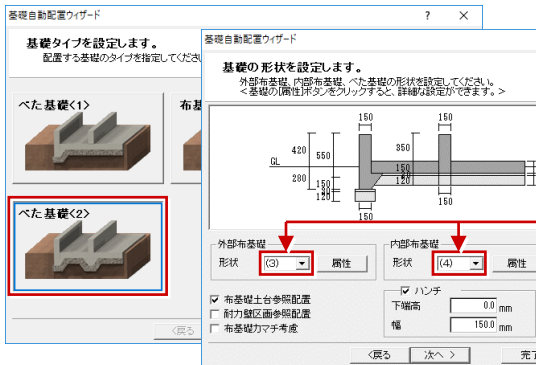 基礎自動配置ウィザード
? ×
基礎タイプを設定します。
配置する基礎のタイプを指定してくださ
べた基礎<1>
布基
べた基礎<2>
<戻る
基礎自動配置ウィザード
基礎の形状を設定します。
外部布基礎、内部布基礎、べた基礎の形状を設定してください。
<基礎の[属性]ボタンをクリックすると、詳細な設定ができます。>
150 150
420 550 350
GL
150
280 150 120
120
150
外部布基礎
形状 (3) 属性
内部布基礎
形状 (4) 属性
布基礎土台参照配置
耐力壁区画参照配置
布基礎カマチ考慮
ハンチ
下端高 0.0 mm
幅 150.0 mm
<戻る 次へ > 完了